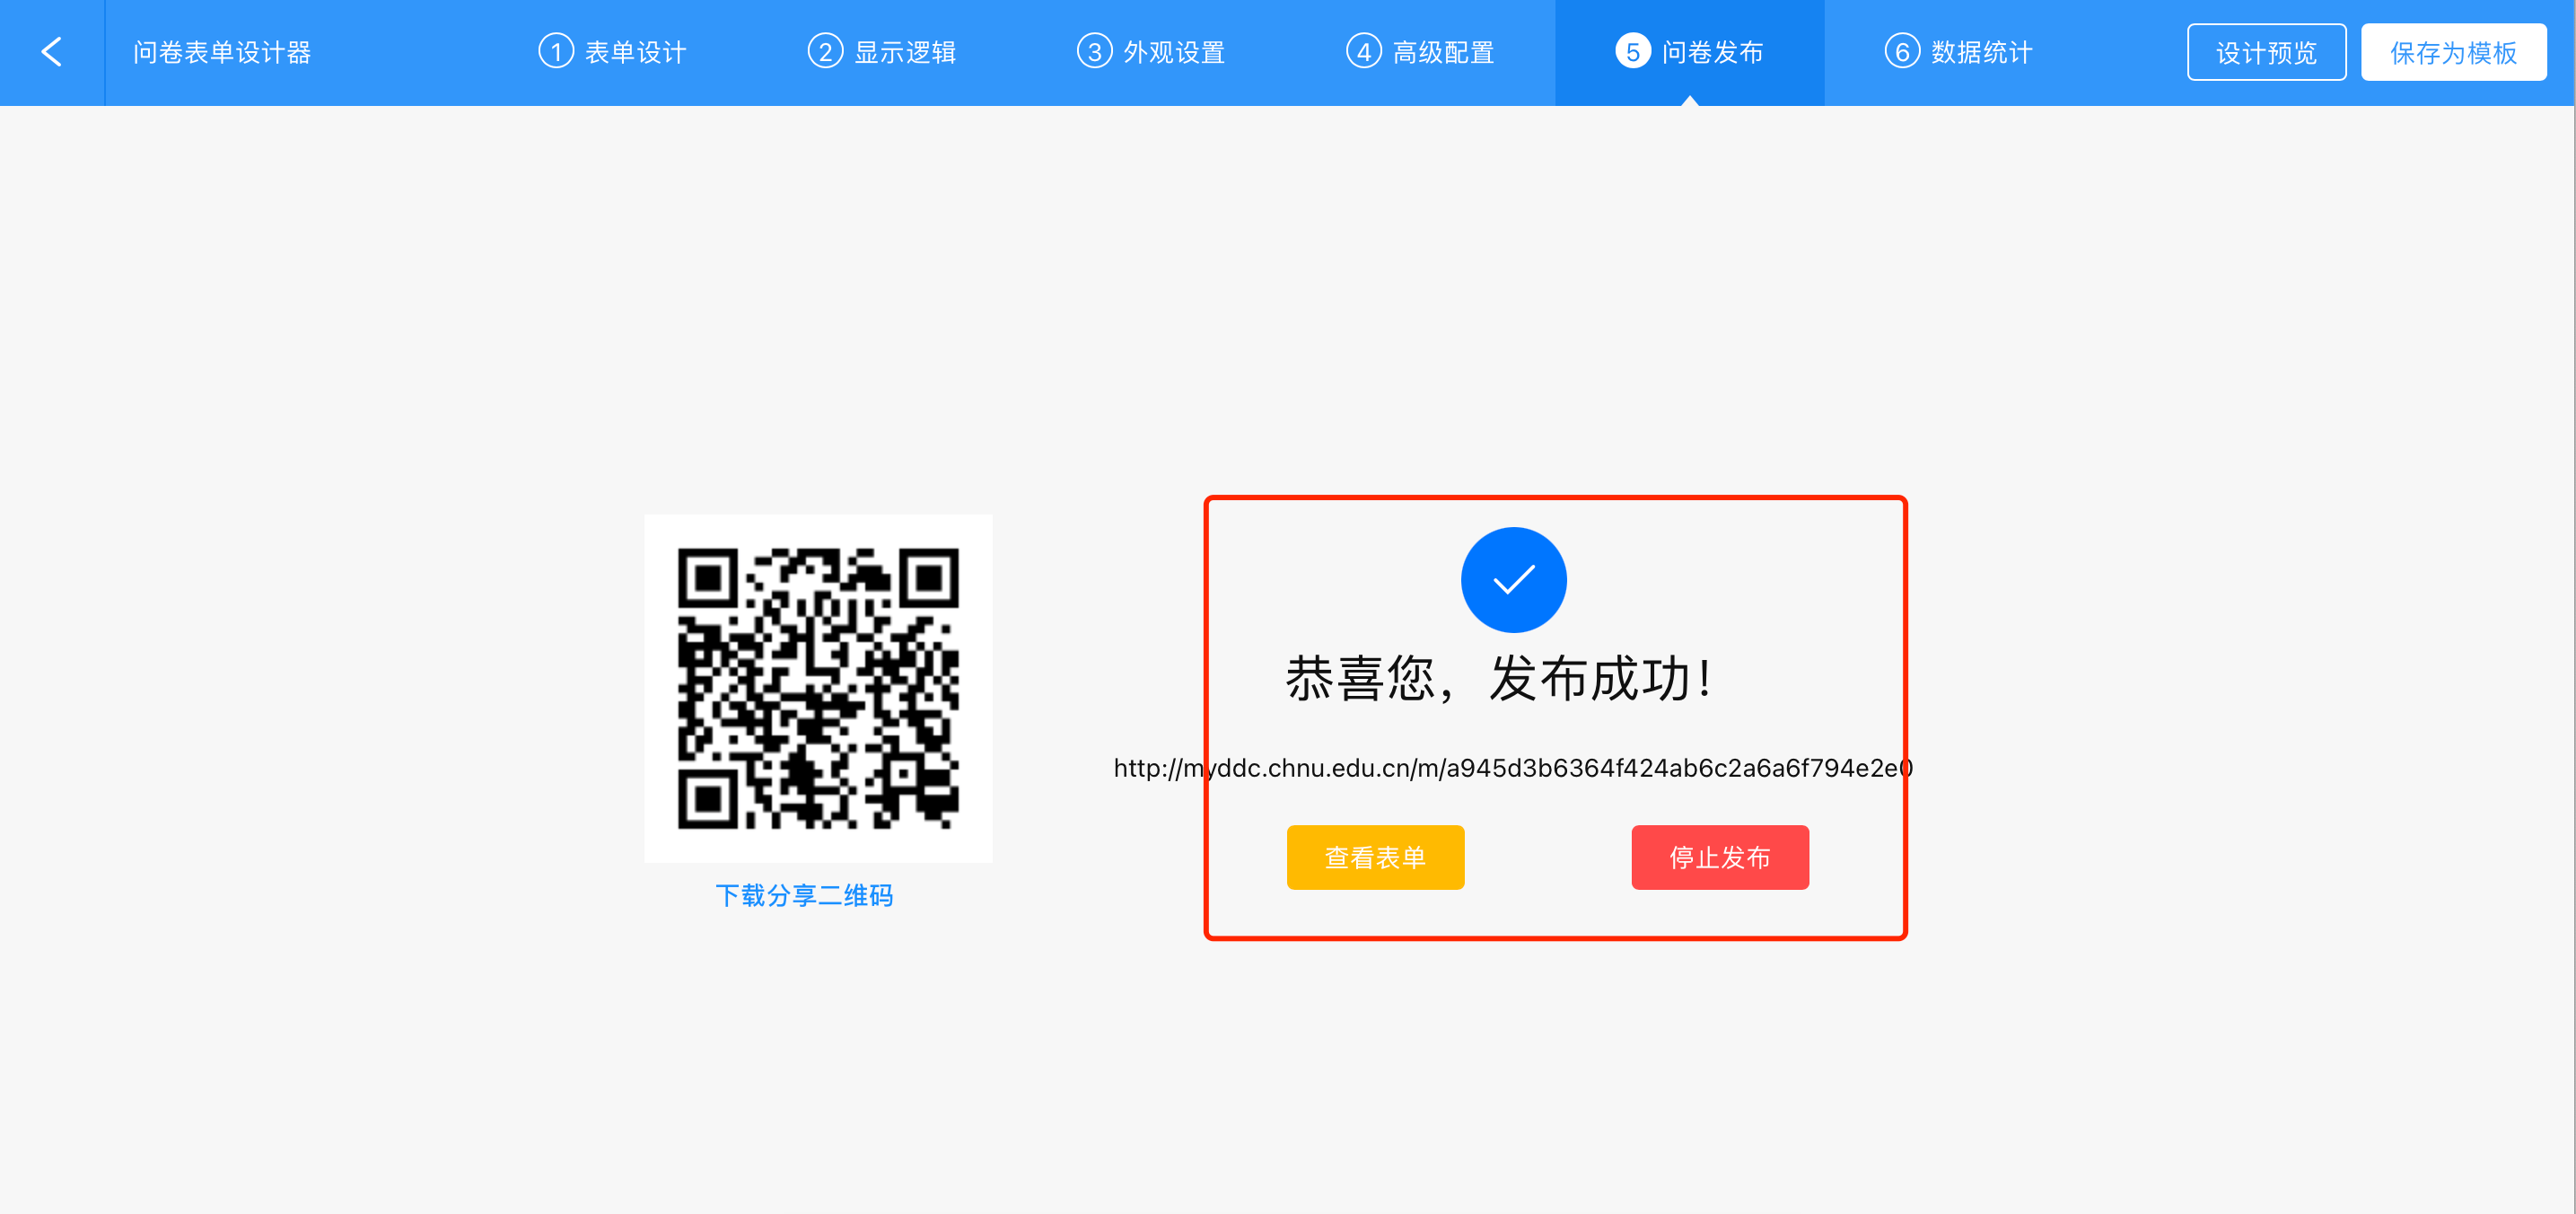 问卷表单设计器
1 表单设计
2 显示逻辑
3 外观设置
4 高级配置
5 问卷发布
6 数据统计
设计预览
保存为模板
下载分享二维码
恭喜您，发布成功！
http://myddc.chnu.edu.cn/m/a945d3b6364f424ab6c2a6a6f794e2e0
查看表单
停止发布